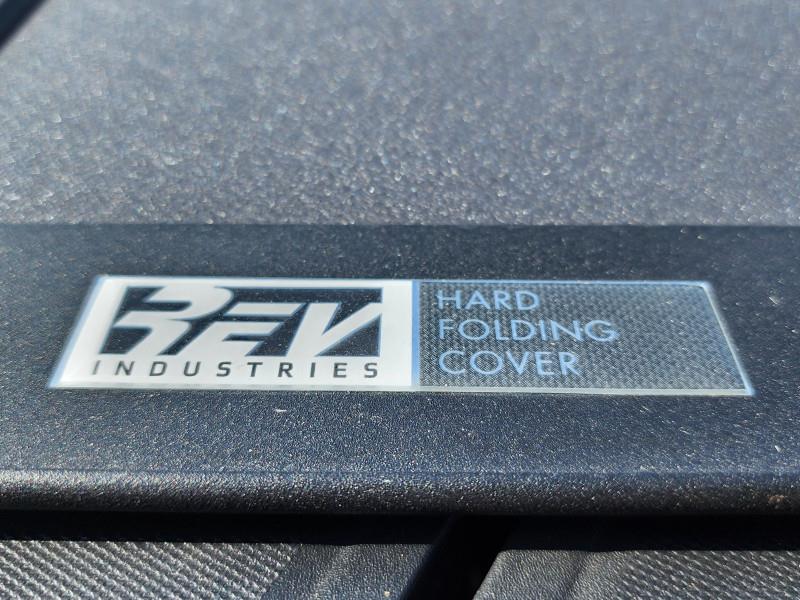 REV
INDUSTRIES
HARD
FOLDING
COVER